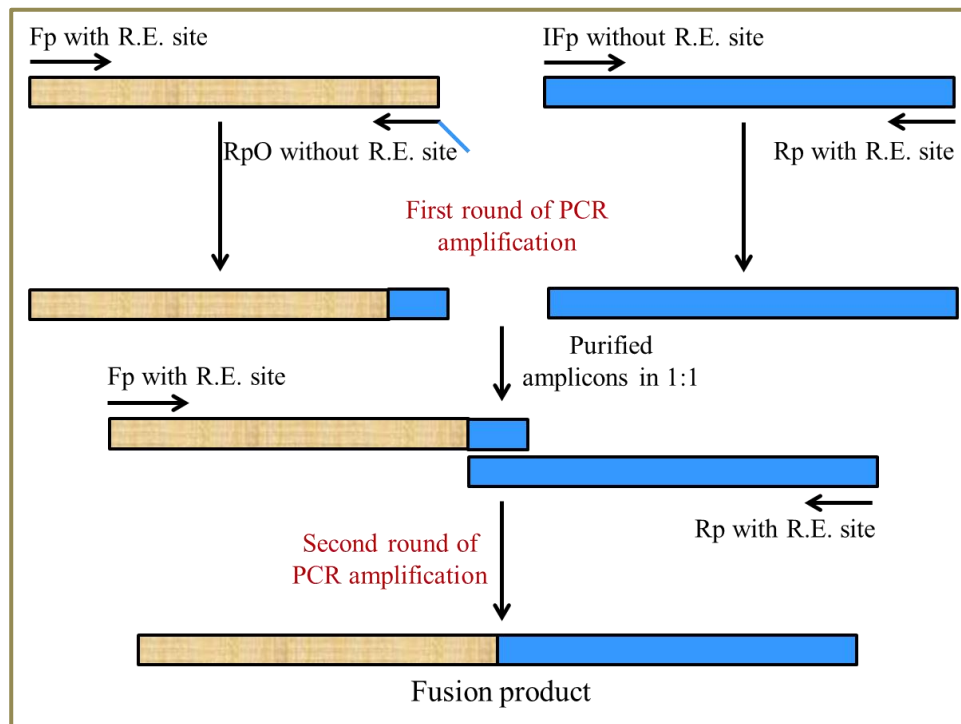 Fp with R.E. site
IFp without R.E. site
RpO without R.E. site
Rp with R.E. site
First round of PCR
amplification
Purified
amplicons in 1:1
Fp with R.E. site
Rp with R.E. site
Second round of
PCR amplification
Fusion product